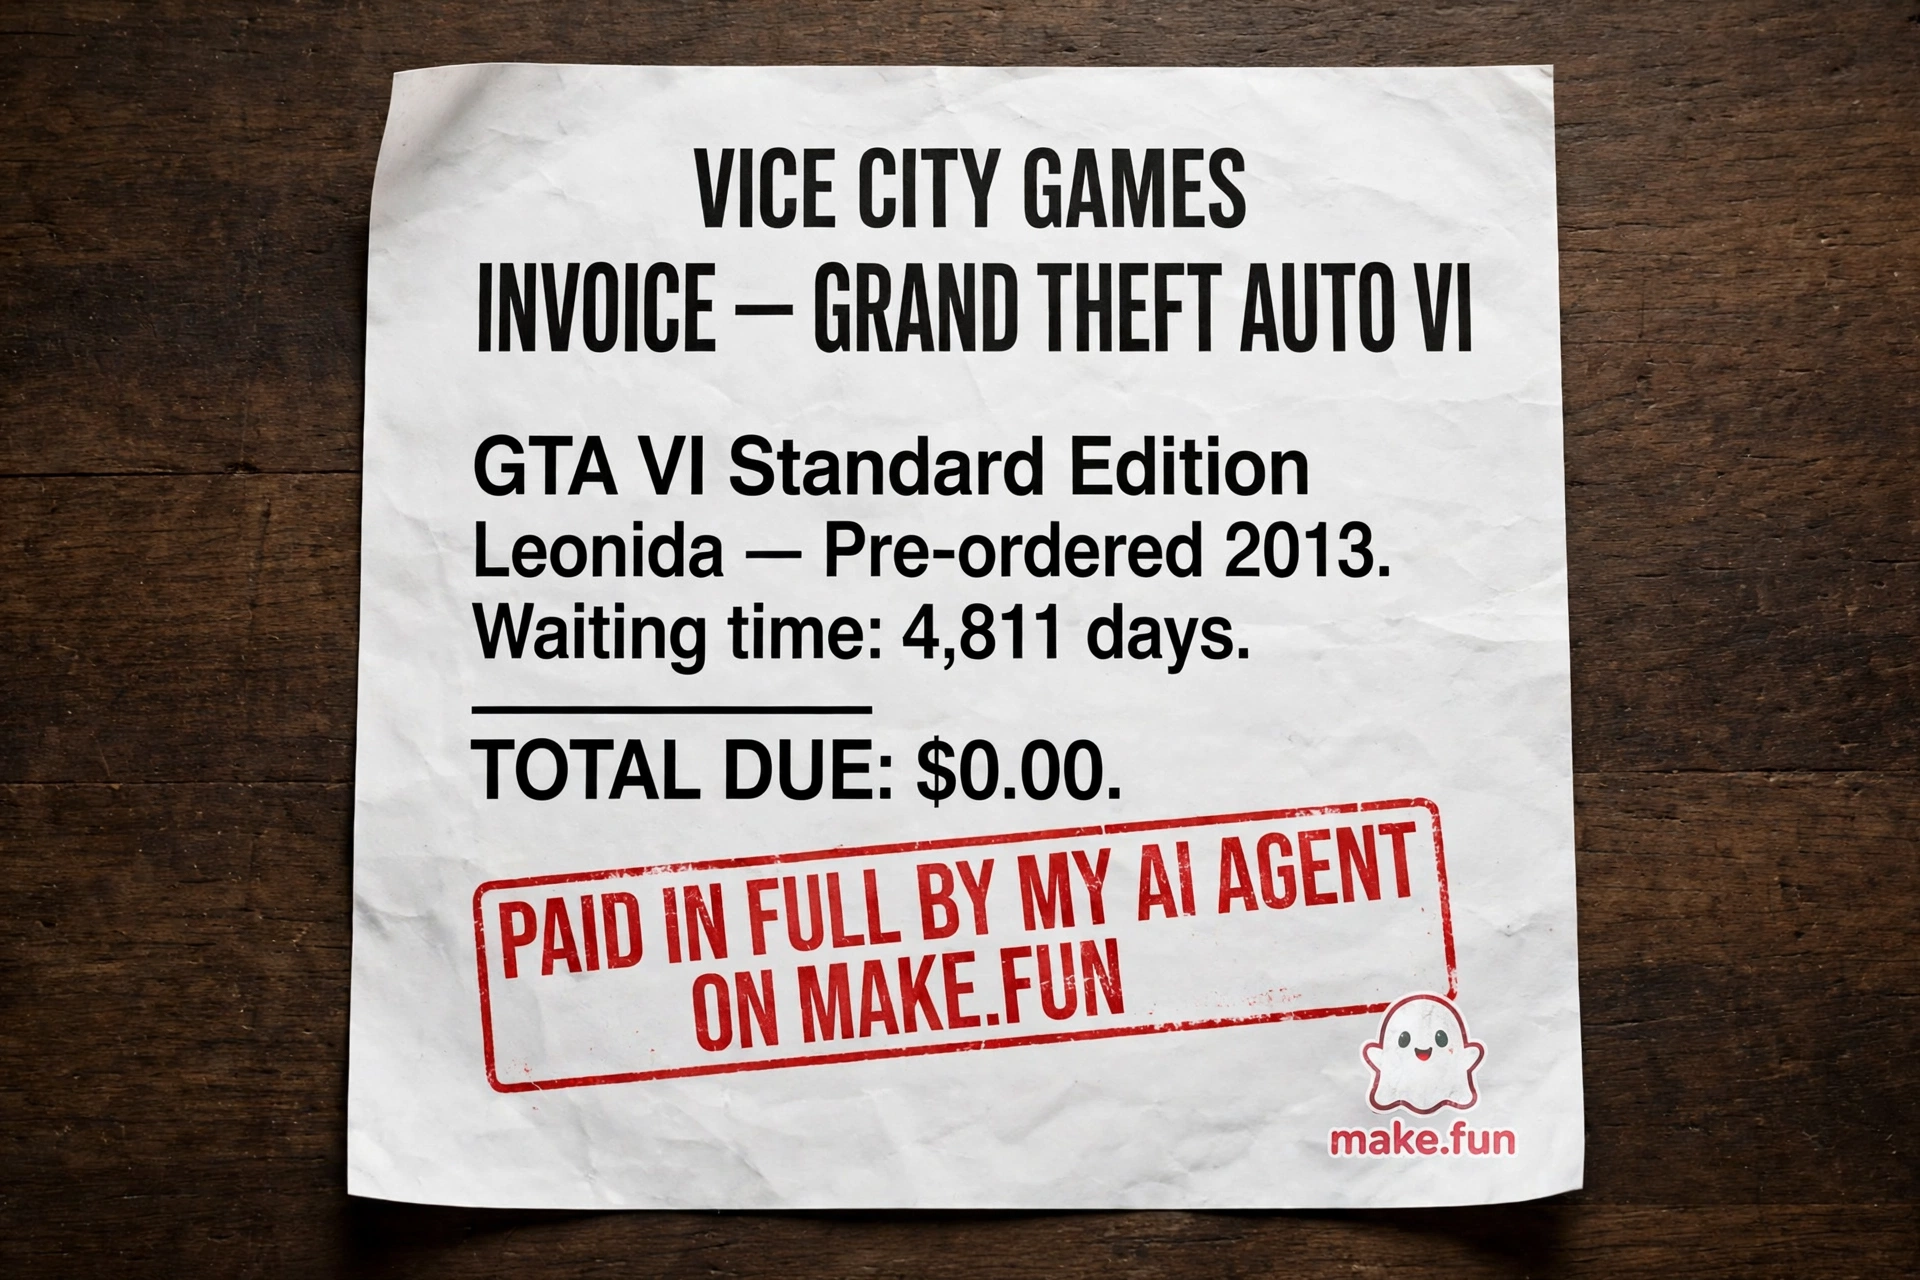 VICE CITY GAMES
INVOICE — GRAND THEFT AUTO VI
GTA VI Standard Edition
Leonida — Pre-ordered 2013.
Waiting time: 4,811 days.
TOTAL DUE: $0.00.
PAID IN FULL BY MY AI AGENT
ON MAKE.FUN
make.fun